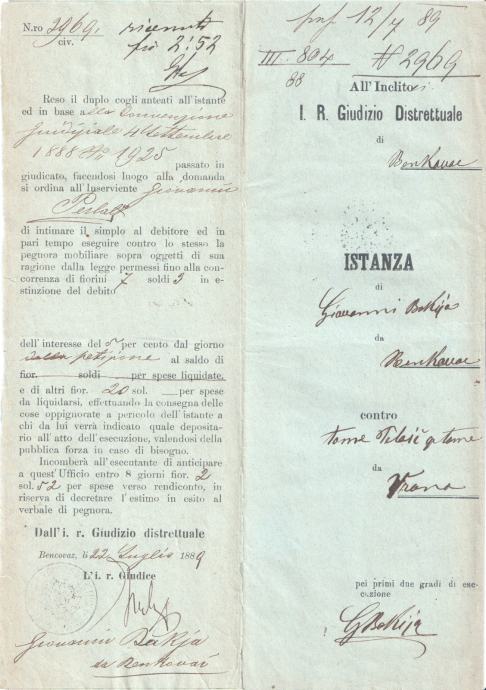 N.ro 2969.
civ.
ricevuto
fio 2:52
Reso il duplo cogli anteati all'istante
ed in base alla Convenzione
giudiziale 4 Settembre
1888 No 1925
passato in
giudicato, facendosi luogo alla domanda
si ordina all'Inserviente Giovanni
di intimare il simplo al debitore ed in
pari tempo eseguire contro lo stesso la
pegnora mobiliare sopra oggetti di sua
ragione dalla legge permessi fino alla con-
correnza di fiorini 7 soldi 3 in e-
stinzione del debito
dell'interesse del 5 per cento dal giorno
della petizione al saldo di
fior. soldi per spese liquidate,
e di altri fior. 20 sol. per spese
da liquidarsi, effettuando la consegna delle
cose oppignorate a pericolo dell'istante a
chi da lui verrà indicato quale deposita-
rio all'atto dell'esecuzione, valendosi della
pubblica forza in caso di bisogno.
Incomberà all'esecutante di anticipare
a quest'Ufficio entro 8 giorni fior. 2
sol. 52 per spese verso rendiconto, in
riserva di decretare l'estimo in esito al
verbale di pegnora.
Dall'i. r. Giudizio distrettuale
Bencovaz, li 22 Luglio 1889
L'i. r. Giudice
Giovanni Bakija
da Benkovac
12/7 89
III. 804
88
# 2969
All'Inclito
I. R. Giudizio Distrettuale
di
Benkovac
ISTANZA
di
Giovanni Bakija
da
Benkovac
contro
Tome
da
Vrana
pei primi due gradi di ese-
cuzione
GBakija